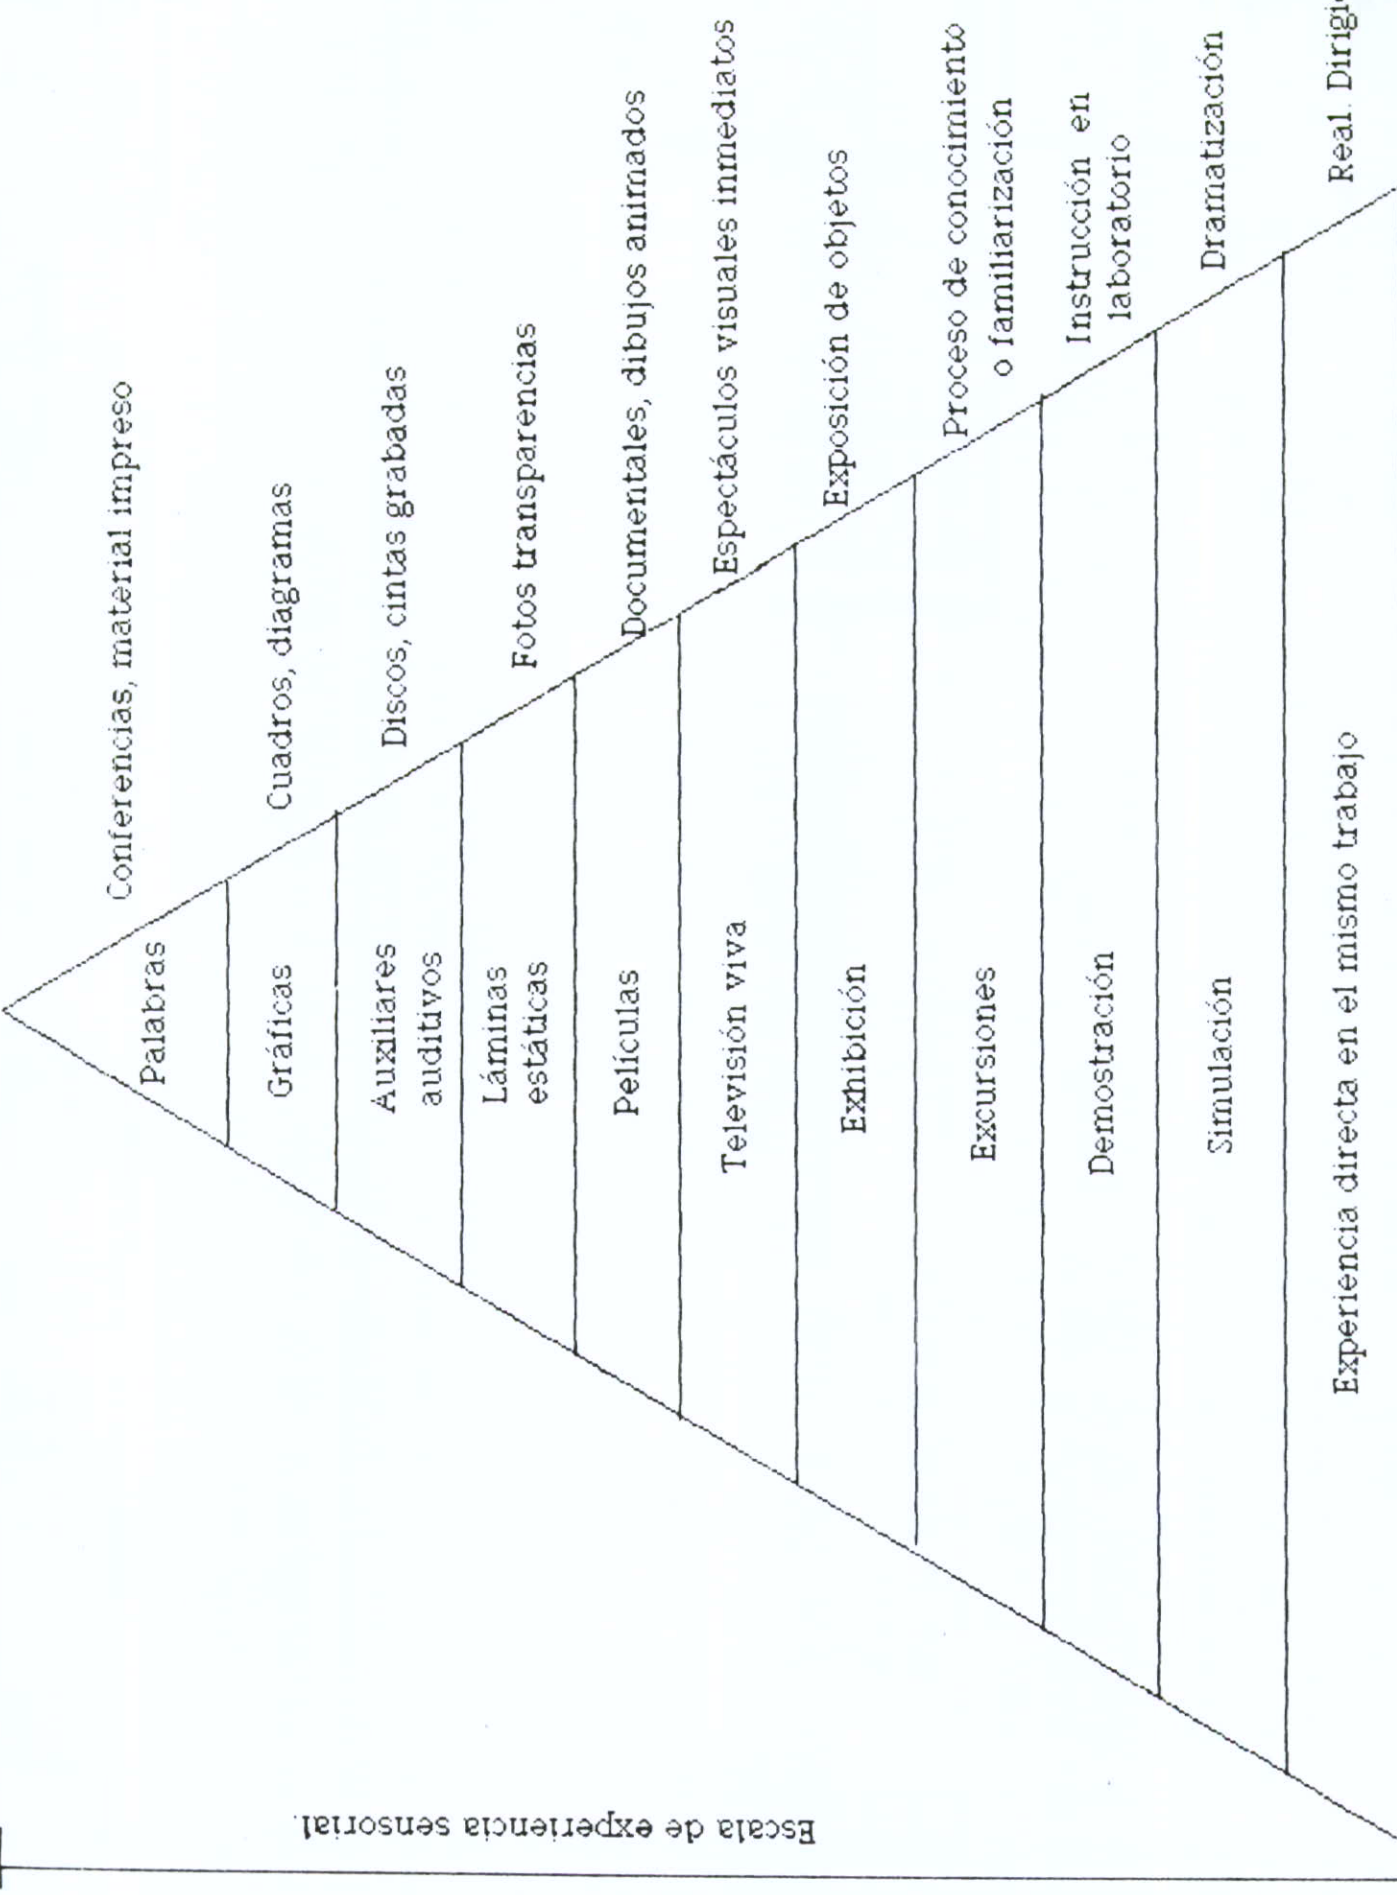 Conferencias, material impreso
Palabras
Cuadros, diagramas
Gráficas
Discos, cintas grabadas
Auxiliares
auditivos
Fotos transparencias
Láminas
estáticas
Documentales, dibujos animados
Películas
Espectáculos visuales inmediatos
Televisión viva
Exposición de objetos
Exhibición
Proceso de conocimiento
o familiarización
Excursiones
Instrucción en
laboratorio
Demostración
Dramatización
Simulación
Real.
Experiencia directa en el mismo trabajo
Escala de experiencia sensorial.